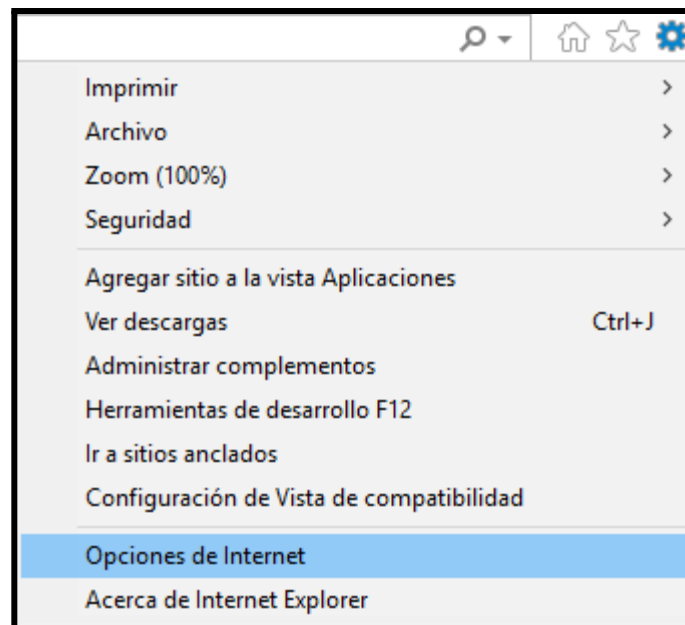 Imprimir
Archivo
Zoom (100%)
Seguridad
Agregar sitio a la vista Aplicaciones
Ver descargas Ctrl+J
Administrar complementos
Herramientas de desarrollo F12
Ir a sitios anclados
Configuración de Vista de compatibilidad
Opciones de Internet
Acerca de Internet Explorer